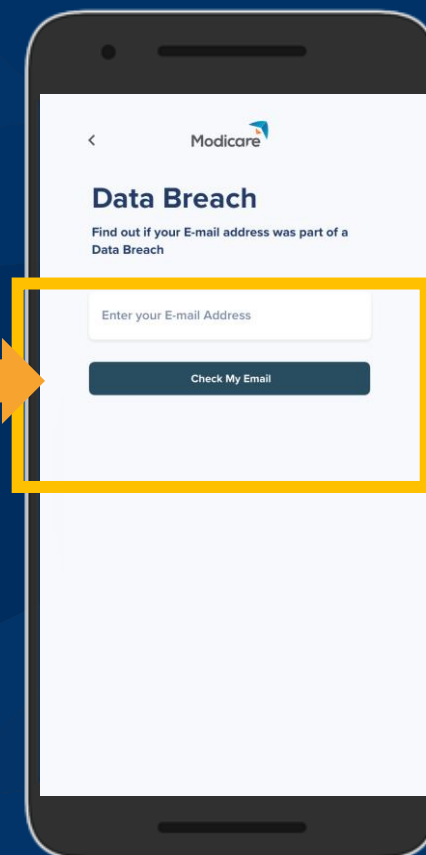 Modicare
Data Breach
Find out if your E-mail address was part of a
Data Breach
Enter your E-mail Address
Check My Email